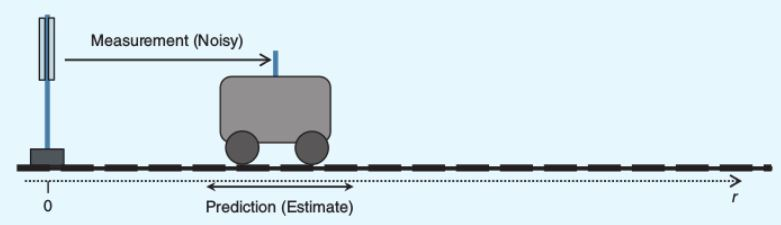 Measurement (Noisy)
0
Prediction (Estimate)
r